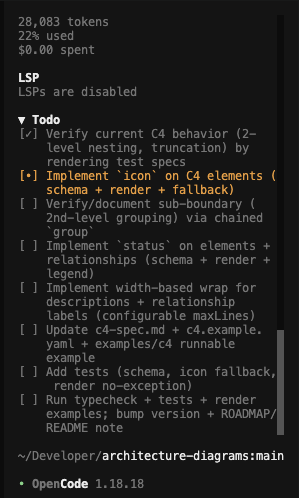 28,083 tokens
22% used
$0.00 spent
LSP
LSPs are disabled
▼ Todo
[✓] Verify current C4 behavior (2-
level nesting, truncation) by
rendering test specs
[•] Implement `icon` on C4 elements (
schema + render + fallback)
[ ] Verify/document sub-boundary (
2nd-level grouping) via chained
`group`
[ ] Implement `status` on elements +
relationships (schema + render +
legend)
[ ] Implement width-based wrap for
descriptions + relationship
labels (configurable maxLines)
[ ] Update c4-spec.md + c4.example.
yaml + examples/c4 runnable
example
[ ] Add tests (schema, icon fallback,
render no-exception)
[ ] Run typecheck + tests + render
examples; bump version + ROADMAP/
README note
~/Developer/architecture-diagrams:main
• OpenCode 1.18.18